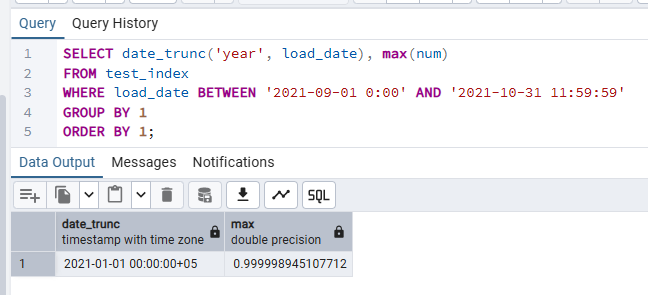 Query Query History
1 SELECT date_trunc('year', load_date), max(num)
2 FROM test_index
3 WHERE load_date BETWEEN '2021-09-01 0:00' AND '2021-10-31 11:59:59'
4 GROUP BY 1
5 ORDER BY 1;
Data Output Messages Notifications
SQL
date_trunc max
timestamp with time zone double precision
1 2021-01-01 00:00:00+05 0.999998945107712